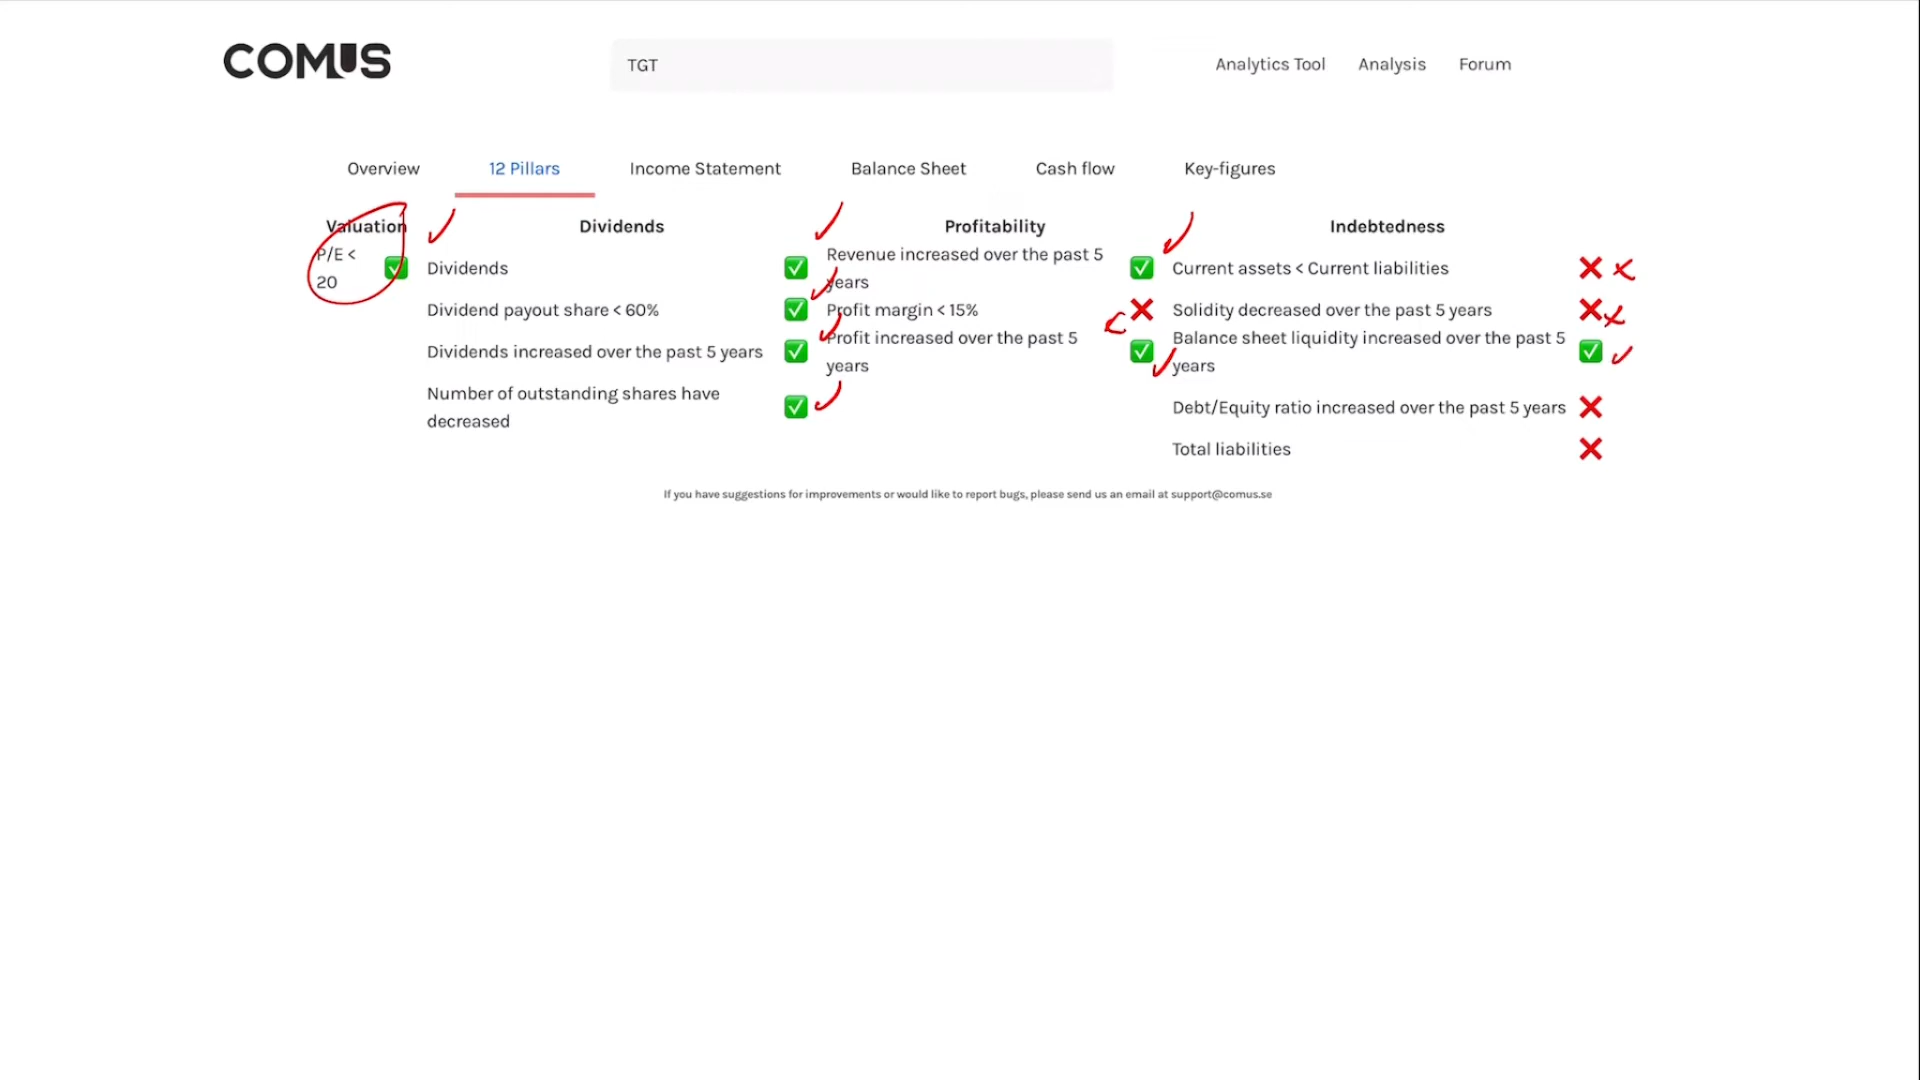 COMUS
TGT
Analytics Tool
Analysis
Forum
Overview
12 Pillars
Income Statement
Balance Sheet
Cash flow
Key-figures
Valuation
P/E <
20
Dividends
Dividends
Dividend payout share < 60%
Dividends increased over the past 5 years
Number of outstanding shares have
decreased
Profitability
Revenue increased over the past 5
years
Profit margin < 15%
Profit increased over the past 5
years
Indebtedness
Current assets < Current liabilities
Solidity decreased over the past 5 years
Balance sheet liquidity increased over the past 5
years
Debt/Equity ratio increased over the past 5 years
Total liabilities
If you have suggestions for improvements or would like to report bugs, please send us an email at support@comus.se